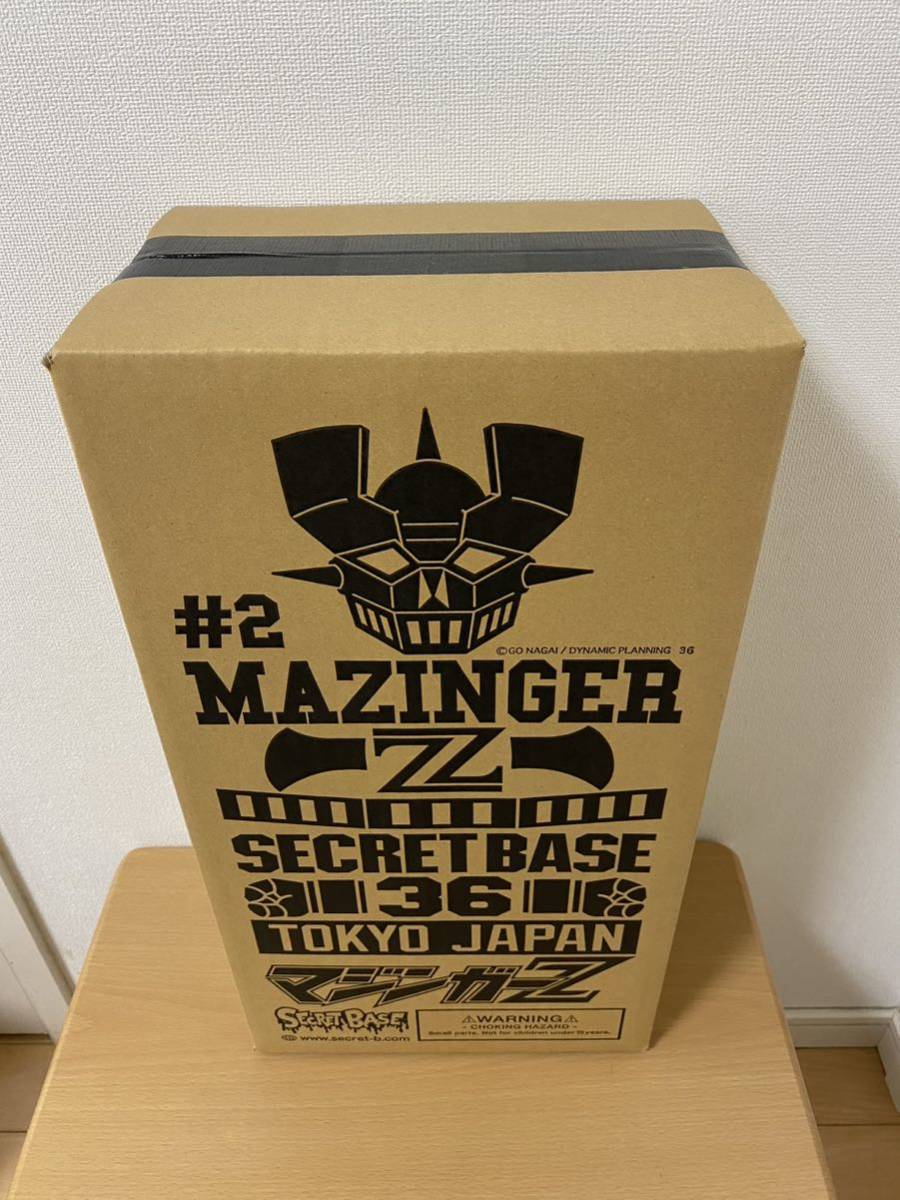 #2
©GO NAGAI / DYNAMIC PLANNING 36
MAZINGER
Z
SECRET BASE
36
TOKYO JAPAN
マジンガーZ
SECRET BASE
www.secret-b.com
⚠WARNING⚠
- CHOKING HAZARD -
Small parts. Not for children under 15 years.